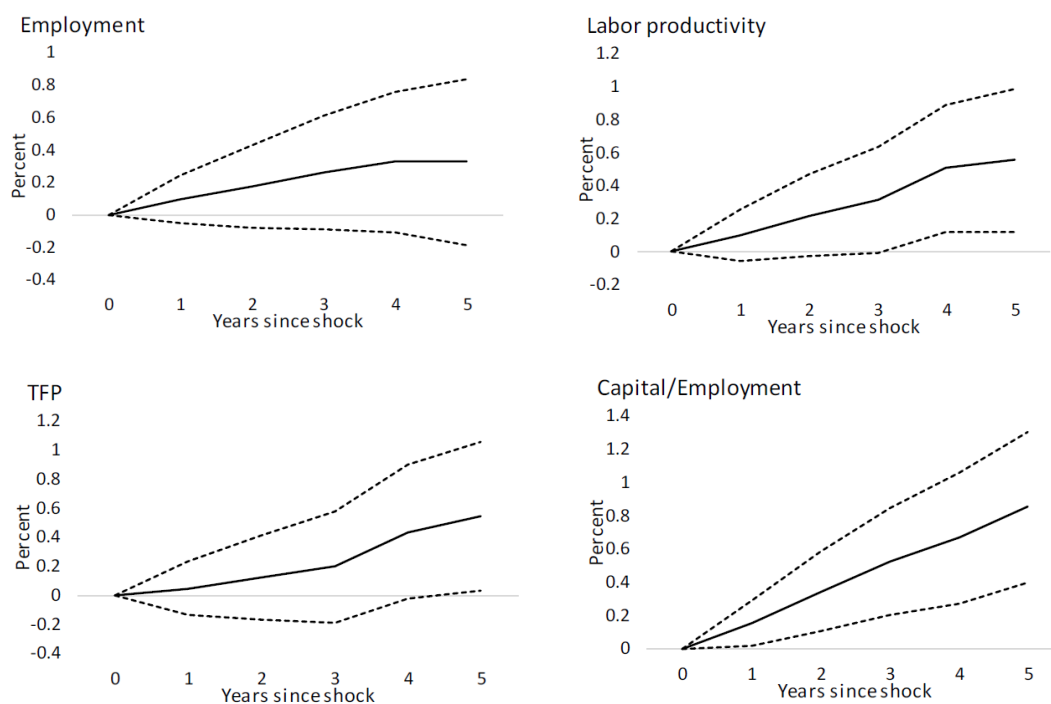 Employment
1
0.8
0.6
0.4
0.2
0
-0.2
-0.4
Percent
0 1 2 3 4 5
Years since shock
Labor productivity
1.2
1
0.8
0.6
0.4
0.2
0
-0.2
Percent
0 1 2 3 4 5
Years since shock
TFP
1.2
1
0.8
0.6
0.4
0.2
0
-0.2
-0.4
Percent
0 1 2 3 4 5
Years since shock
Capital/Employment
1.4
1.2
1
0.8
0.6
0.4
0.2
0
Percent
0 1 2 3 4 5
Years since shock